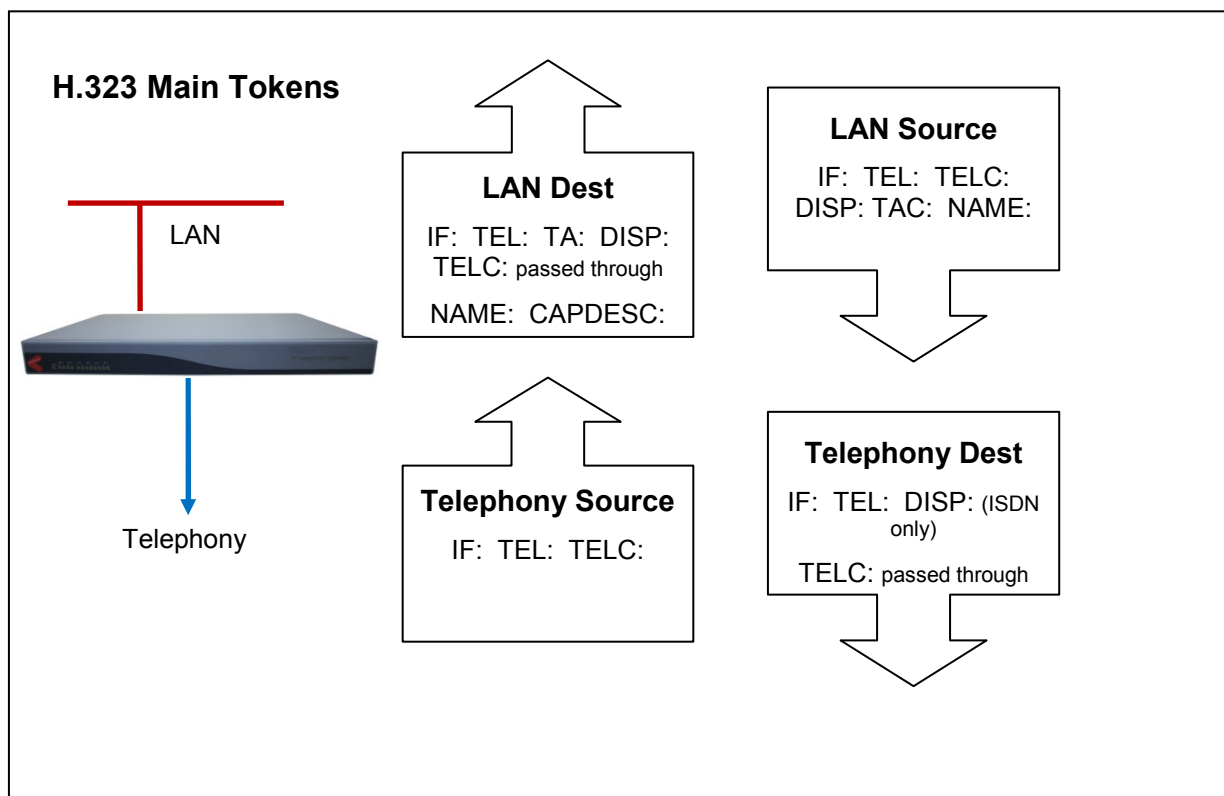 H.323 Main Tokens
LAN
Telephony
LAN Dest
IF: TEL: TA: DISP:
TELC: passed through
NAME: CAPDESC:
Telephony Source
IF: TEL: TELC:
LAN Source
IF: TEL: TELC:
DISP: TAC: NAME:
Telephony Dest
IF: TEL: DISP: (ISDN
only)
TELC: passed through